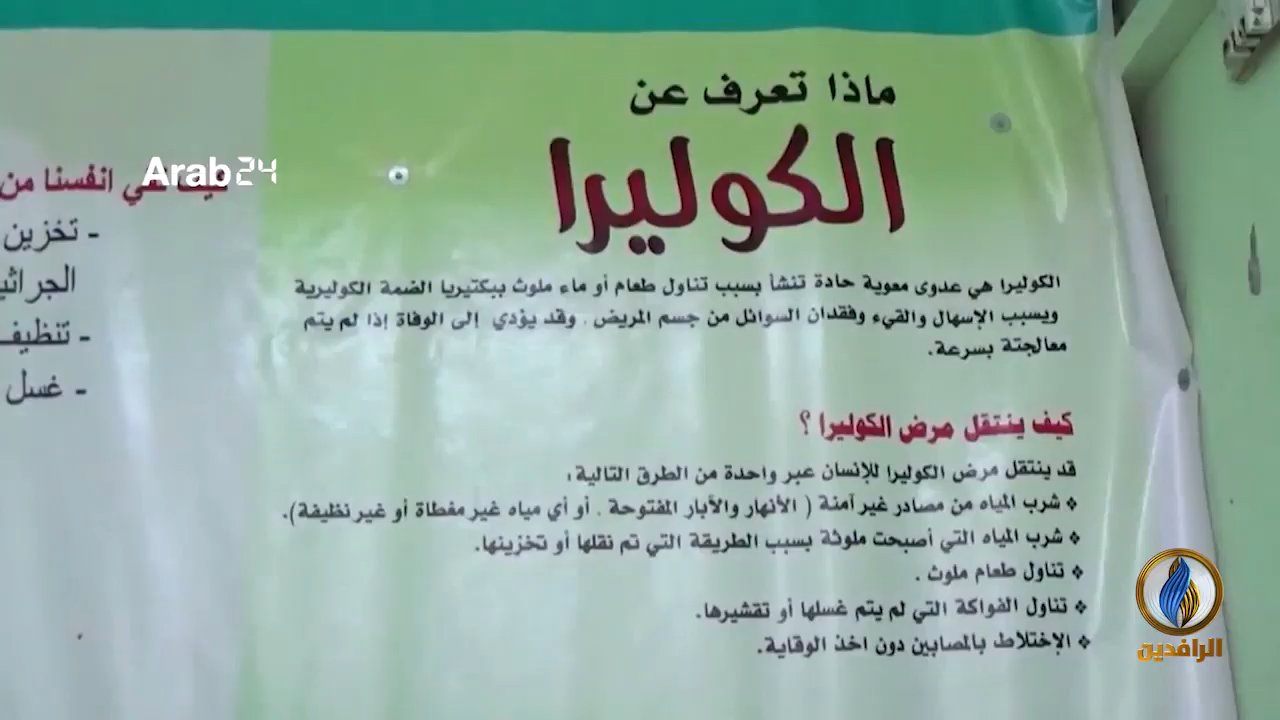 ماذا تعرف عن
الكوليرا
الكوليرا هي عدوى معوية حادة تنشأ بسبب تناول طعام أو ماء ملوث ببكتيريا الضمة الكوليرية
ويسبب الإسهال والقيء وفقدان السوائل من جسم المريض . وقد يؤدي إلى الوفاة إذا لم يتم
معالجتة بسرعة.
كيف ينتقل مرض الكوليرا ؟
قد ينتقل مرض الكوليرا للإنسان عبر واحدة من الطرق التالية :
❖ شرب المياه من مصادر غير آمنة ( الأنهار والآبار المفتوحة . أو أي مياه غير مغطاة أو غير نظيفة).
❖ شرب المياه التي أصبحت ملوثة بسبب الطريقة التي تم نقلها أو تخزينها.
❖ تناول طعام ملوث .
❖ تناول الفواكة التي لم يتم غسلها أو تقشيرها.
❖ الإختلاط بالمصابين دون اخذ الوقاية.
انفسنا من
- تخزين
- تنظيف
- غسل
Arab24
الرافدين